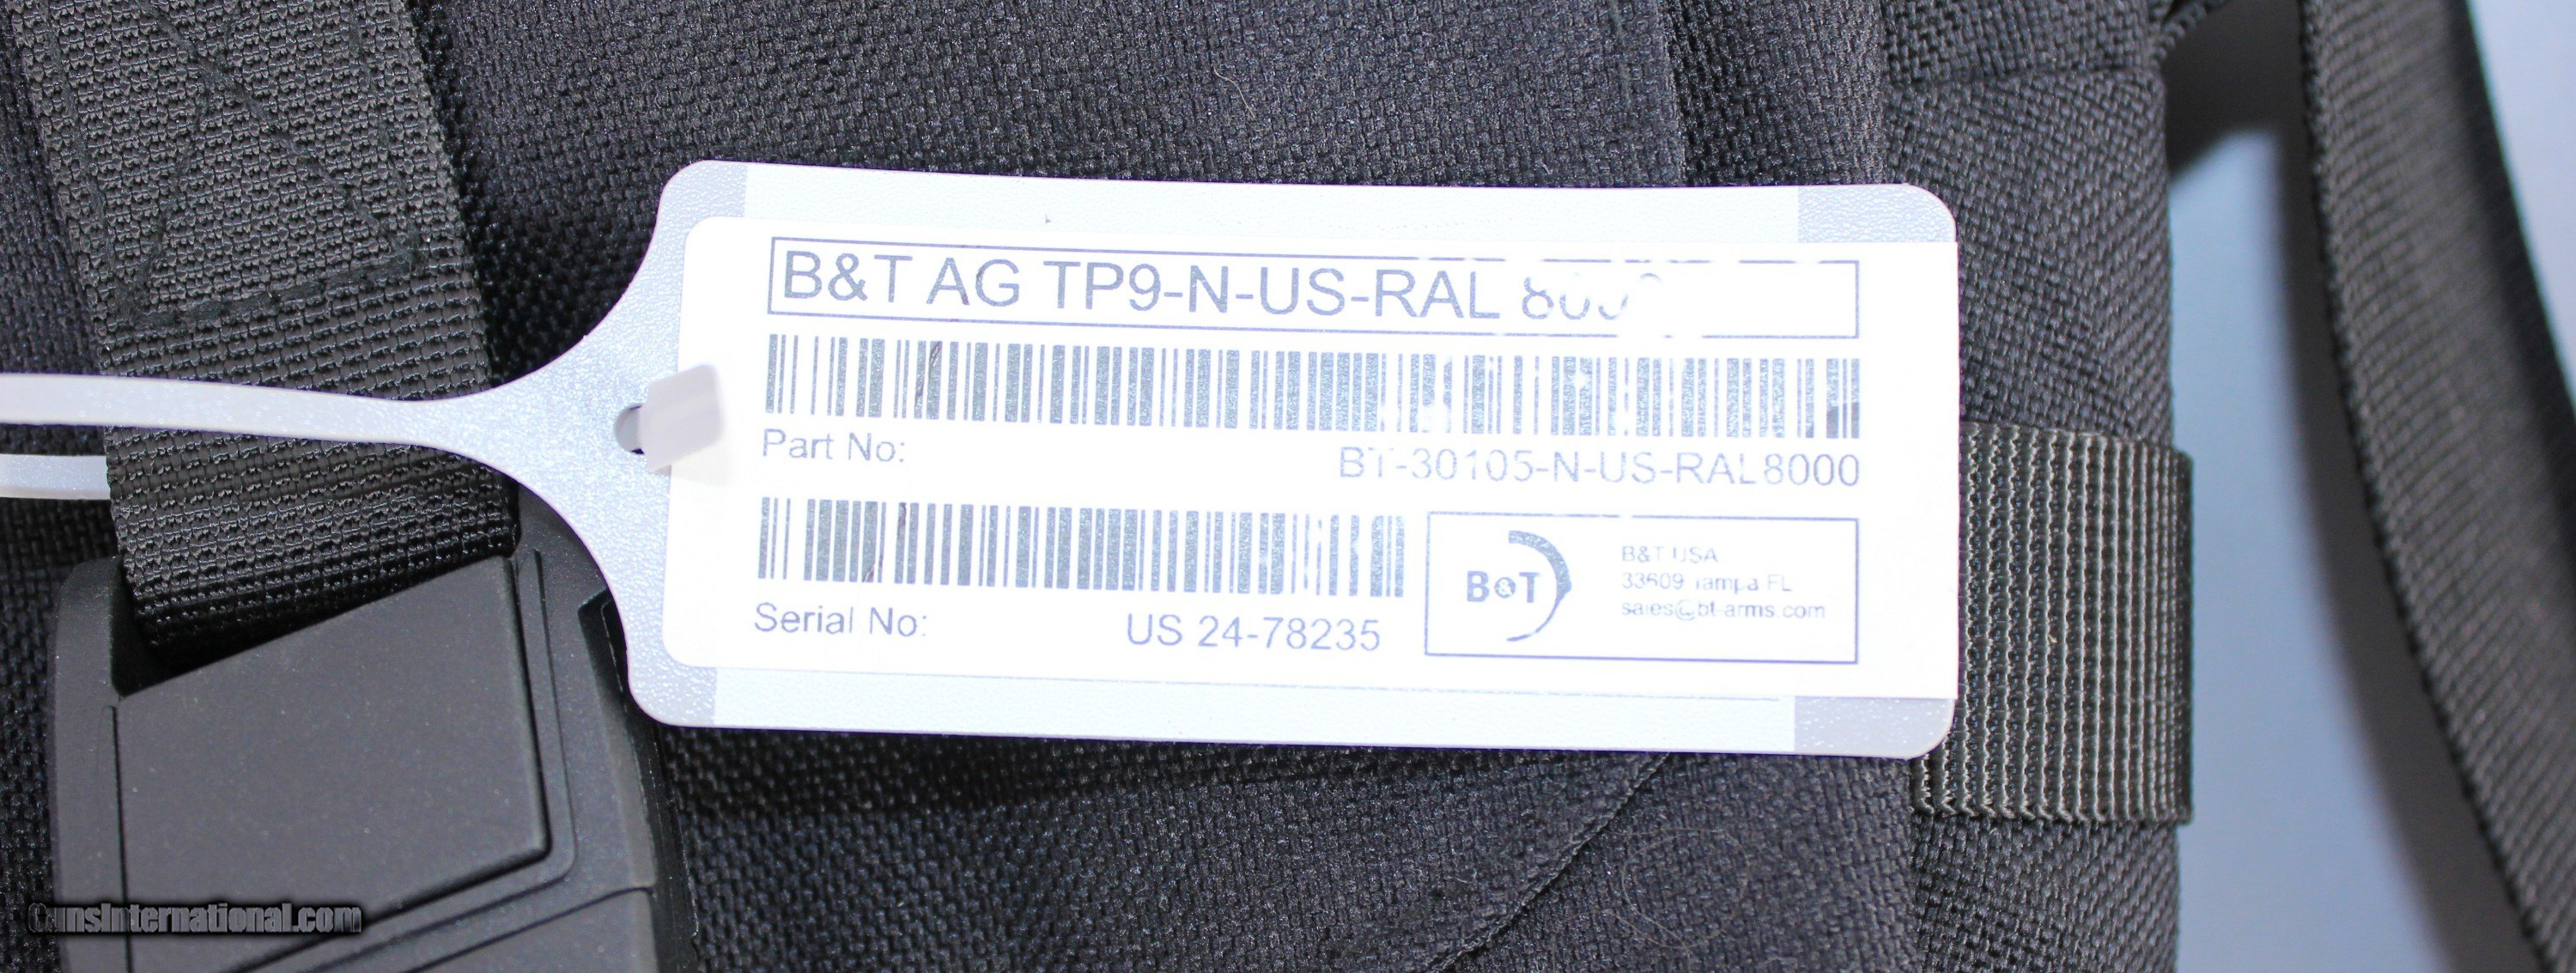 B&T AG TP9-N-US-RAL 8000
Part No: BT-30105-N-US-RAL8000
Serial No: US 24-78235
B&T
B&T USA
33609 Tampa FL
sales@bt-arms.com
GunsInternational.com